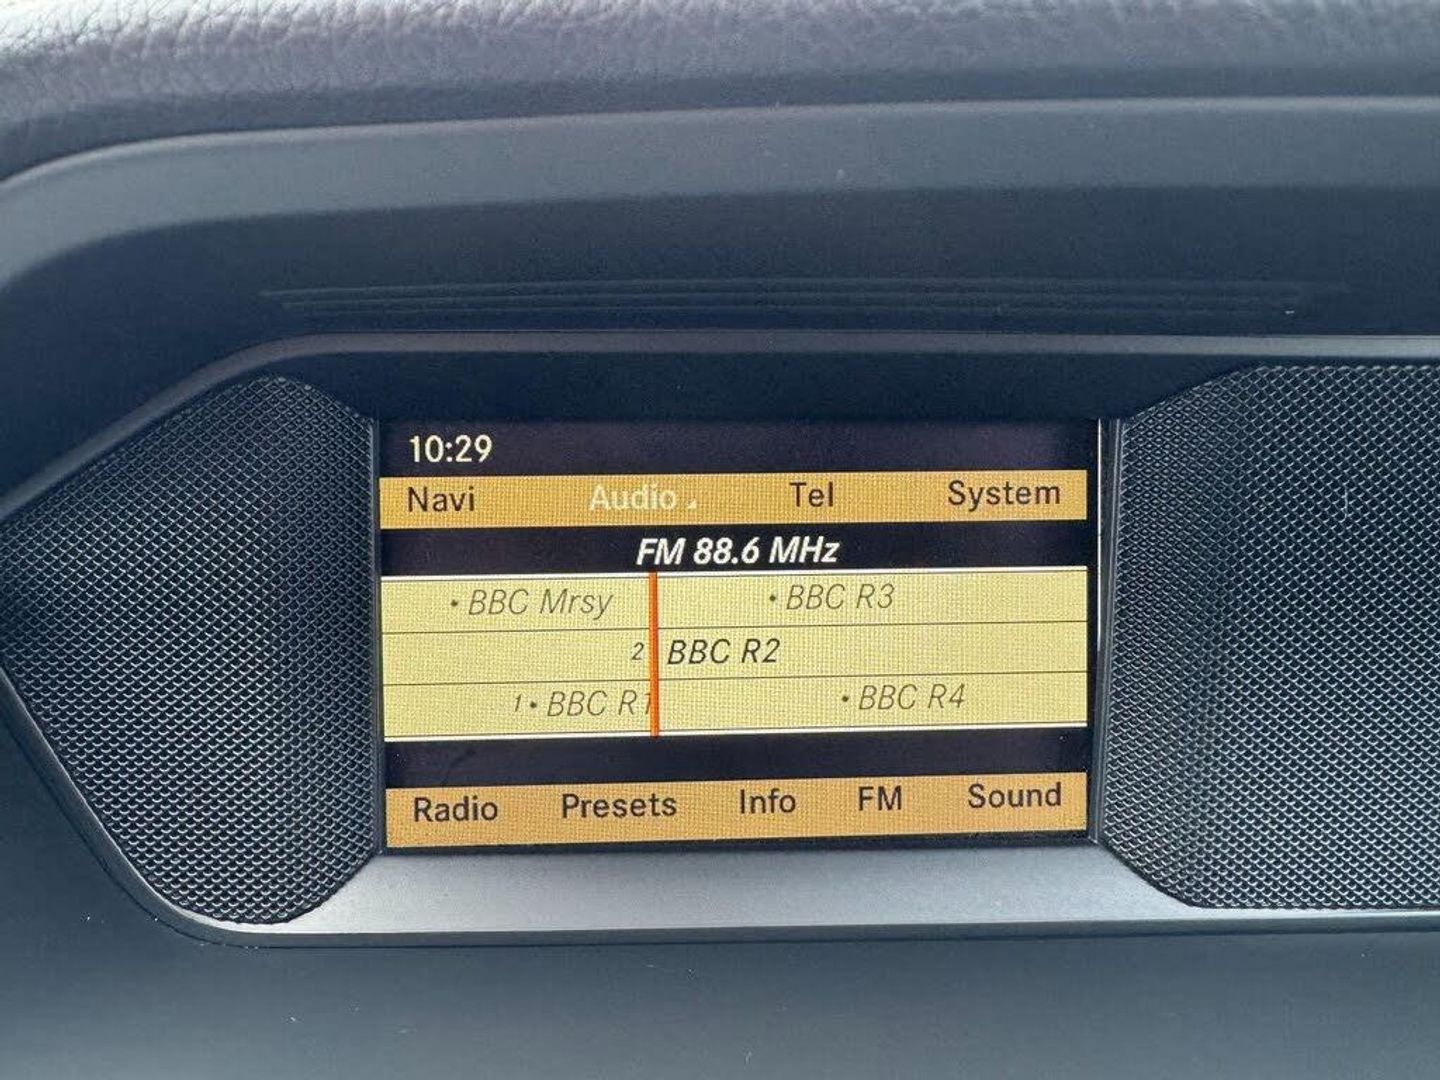 10:29
Navi Audio Tel System
FM 88.6 MHz
• BBC Mrsy • BBC R3
2 BBC R2
1• BBC R1 • BBC R4
Radio Presets Info FM Sound